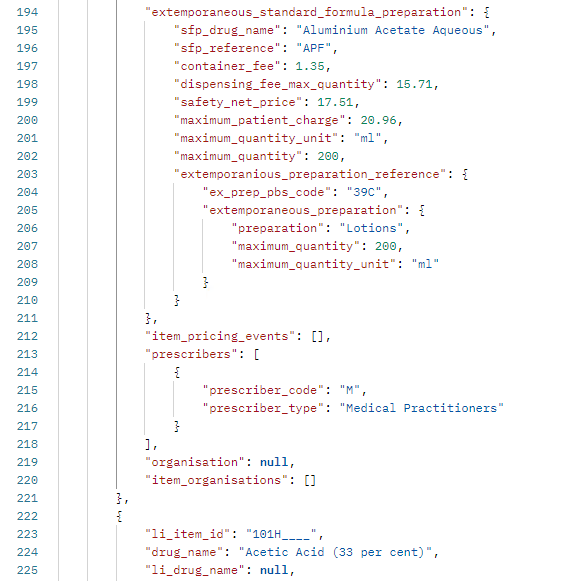 194 "extemporaneous_standard_formula_preparation": {
195 "sfp_drug_name": "Aluminium Acetate Aqueous",
196 "sfp_reference": "APF",
197 "container_fee": 1.35,
198 "dispensing_fee_max_quantity": 15.71,
199 "safety_net_price": 17.51,
200 "maximum_patient_charge": 20.96,
201 "maximum_quantity_unit": "ml",
202 "maximum_quantity": 200,
203 "extemporanious_preparation_reference": {
204 "ex_prep_pbs_code": "39C",
205 "extemporaneous_preparation": {
206 "preparation": "Lotions",
207 "maximum_quantity": 200,
208 "maximum_quantity_unit": "ml"
209 }
210 }
211 },
212 "item_pricing_events": [],
213 "prescribers": [
214 {
215 "prescriber_code": "M",
216 "prescriber_type": "Medical Practitioners"
217 }
218 ],
219 "organisation": null,
220 "item_organisations": []
221 },
222 {
223 "li_item_id": "101H____",
224 "drug_name": "Acetic Acid (33 per cent)",
225 "li_drug_name": null,